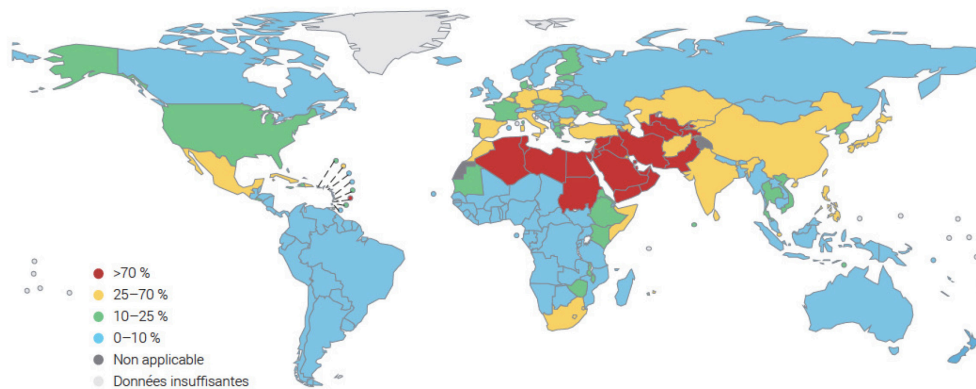 >70 %
25–70 %
10–25 %
0–10 %
Non applicable
Données insuffisantes